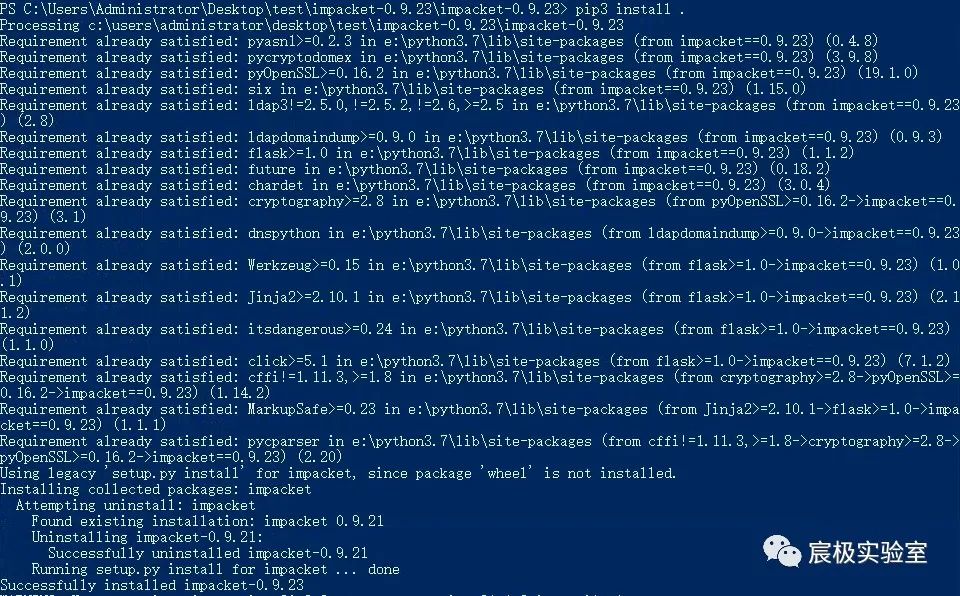 PS C:\Users\Administrator\Desktop\test\impacket-0.9.23\impacket-0.9.23> pip3 install .
Processing c:\users\administrator\desktop\test\impacket-0.9.23\impacket-0.9.23
Requirement already satisfied: pyasn1>=0.2.3 in e:\python3.7\lib\site-packages (from impacket==0.9.23) (0.4.8)
Requirement already satisfied: pycryptodomex in e:\python3.7\lib\site-packages (from impacket==0.9.23) (3.9.8)
Requirement already satisfied: pyOpenSSL>=0.16.2 in e:\python3.7\lib\site-packages (from impacket==0.9.23) (19.1.0)
Requirement already satisfied: six in e:\python3.7\lib\site-packages (from impacket==0.9.23) (1.15.0)
Requirement already satisfied: ldap3!=2.5.0,!=2.5.2,!=2.6,>=2.5 in e:\python3.7\lib\site-packages (from impacket==0.9.23
) (2.8)
Requirement already satisfied: ldapdomaindump>=0.9.0 in e:\python3.7\lib\site-packages (from impacket==0.9.23) (0.9.3)
Requirement already satisfied: flask>=1.0 in e:\python3.7\lib\site-packages (from impacket==0.9.23) (1.1.2)
Requirement already satisfied: future in e:\python3.7\lib\site-packages (from impacket==0.9.23) (0.18.2)
Requirement already satisfied: chardet in e:\python3.7\lib\site-packages (from impacket==0.9.23) (3.0.4)
Requirement already satisfied: cryptography>=2.8 in e:\python3.7\lib\site-packages (from pyOpenSSL>=0.16.2->impacket==0.
9.23) (3.1)
Requirement already satisfied: dnspython in e:\python3.7\lib\site-packages (from ldapdomaindump>=0.9.0->impacket==0.9.23
) (2.0.0)
Requirement already satisfied: Werkzeug>=0.15 in e:\python3.7\lib\site-packages (from flask>=1.0->impacket==0.9.23) (1.0
.1)
Requirement already satisfied: Jinja2>=2.10.1 in e:\python3.7\lib\site-packages (from flask>=1.0->impacket==0.9.23) (2.1
1.2)
Requirement already satisfied: itsdangerous>=0.24 in e:\python3.7\lib\site-packages (from flask>=1.0->impacket==0.9.23)
(1.1.0)
Requirement already satisfied: click>=5.1 in e:\python3.7\lib\site-packages (from flask>=1.0->impacket==0.9.23) (7.1.2)
Requirement already satisfied: cffi!=1.11.3,>=1.8 in e:\python3.7\lib\site-packages (from cryptography>=2.8->pyOpenSSL>=
0.16.2->impacket==0.9.23) (1.14.2)
Requirement already satisfied: MarkupSafe>=0.23 in e:\python3.7\lib\site-packages (from Jinja2>=2.10.1->flask>=1.0->impa
cket==0.9.23) (1.1.1)
Requirement already satisfied: pycparser in e:\python3.7\lib\site-packages (from cffi!=1.11.3,>=1.8->cryptography>=2.8->
pyOpenSSL>=0.16.2->impacket==0.9.23) (2.20)
Using legacy 'setup.py install' for impacket, since package 'wheel' is not installed.
Installing collected packages: impacket
  Attempting uninstall: impacket
    Found existing installation: impacket 0.9.21
    Uninstalling impacket-0.9.21:
      Successfully uninstalled impacket-0.9.21
    Running setup.py install for impacket ... done
Successfully installed impacket-0.9.23
宸极实验室